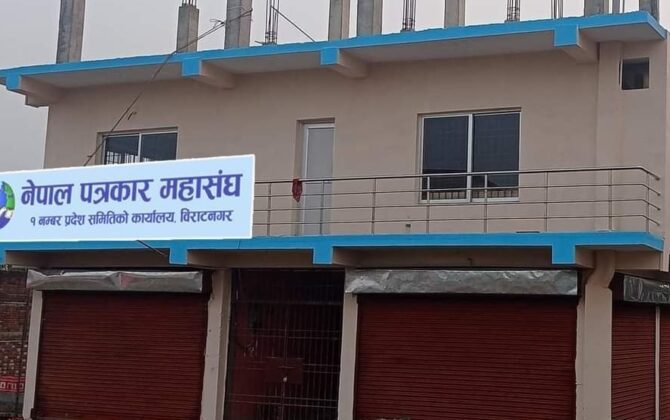 नेपाल पत्रकार महासंघ
१ नम्बर प्रदेश समितिको कार्यालय, विराटनगर